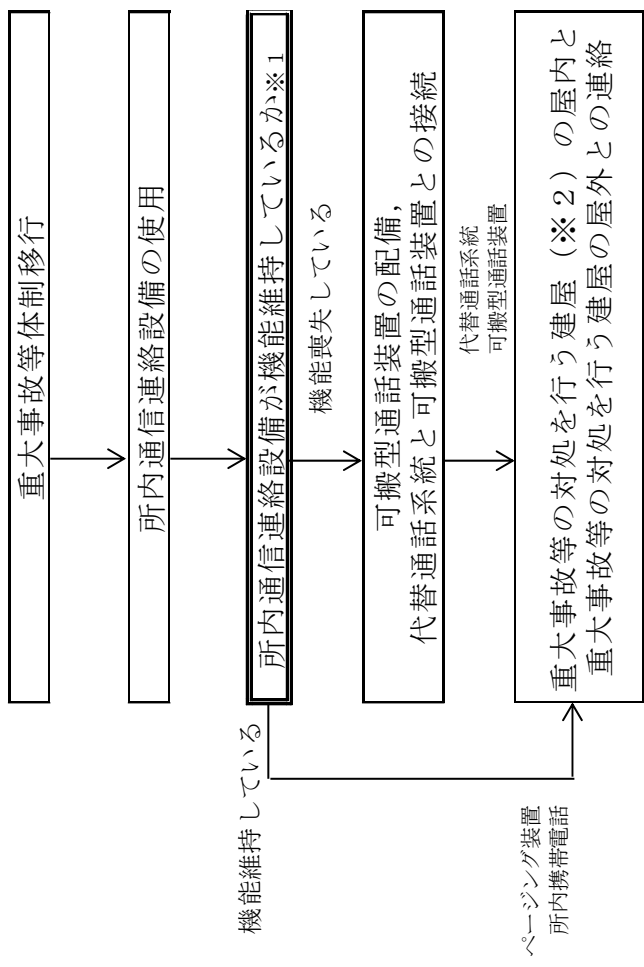 重大事故等体制移行
所内通信連絡設備の使用
所内通信連絡設備が機能維持しているか※1
機能維持している
機能喪失している
可搬型通話装置の配備,
代替通話系統と可搬型通話装置との接続
代替通話系統
可搬型通話装置
ページング装置
所内携帯電話
重大事故等の対処を行う建屋（※2）の屋内と
重大事故等の対処を行う建屋の屋外との連絡